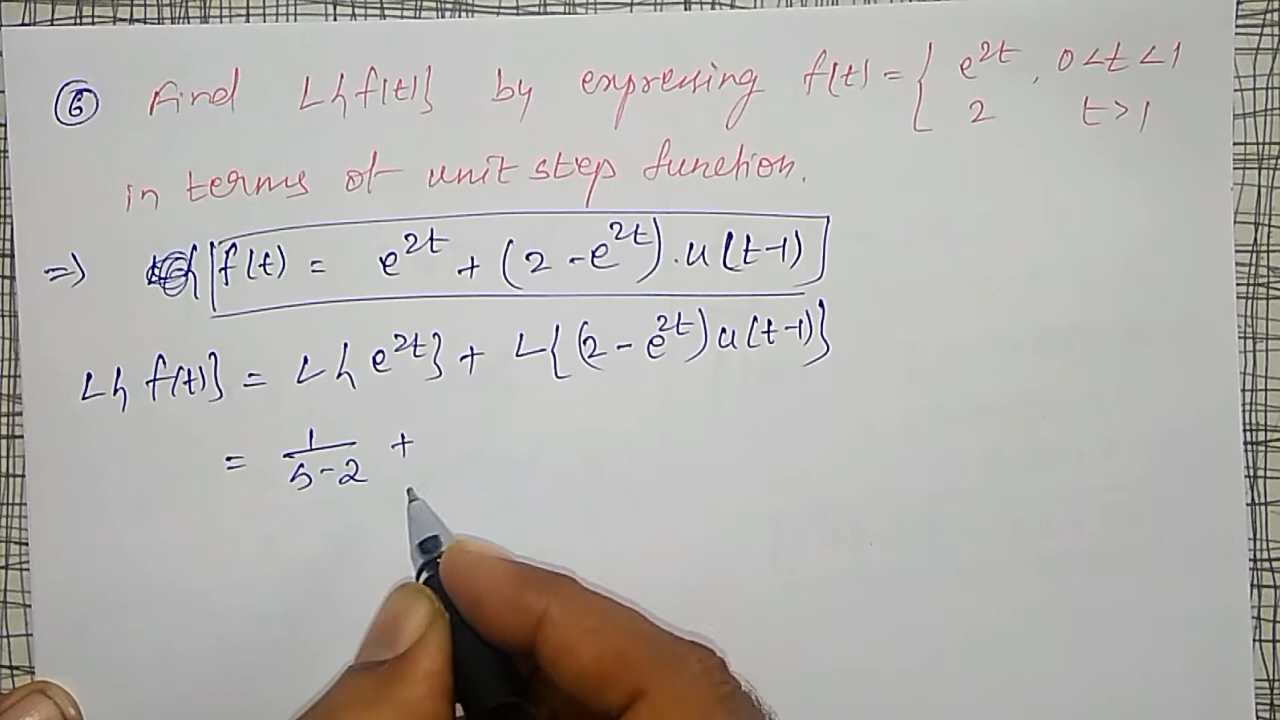 ⑥ Find L{f(t)} by expressing f(t) = { e^{2t}, 0<t<1
2 t>1
in terms of unit step function.
=> f(t) = e^{2t} + (2 - e^{2t}).u(t-1)
L{f(t)} = L{e^{2t}} + L{(2 - e^{2t})u(t-1)}
= 1/(s-2) +